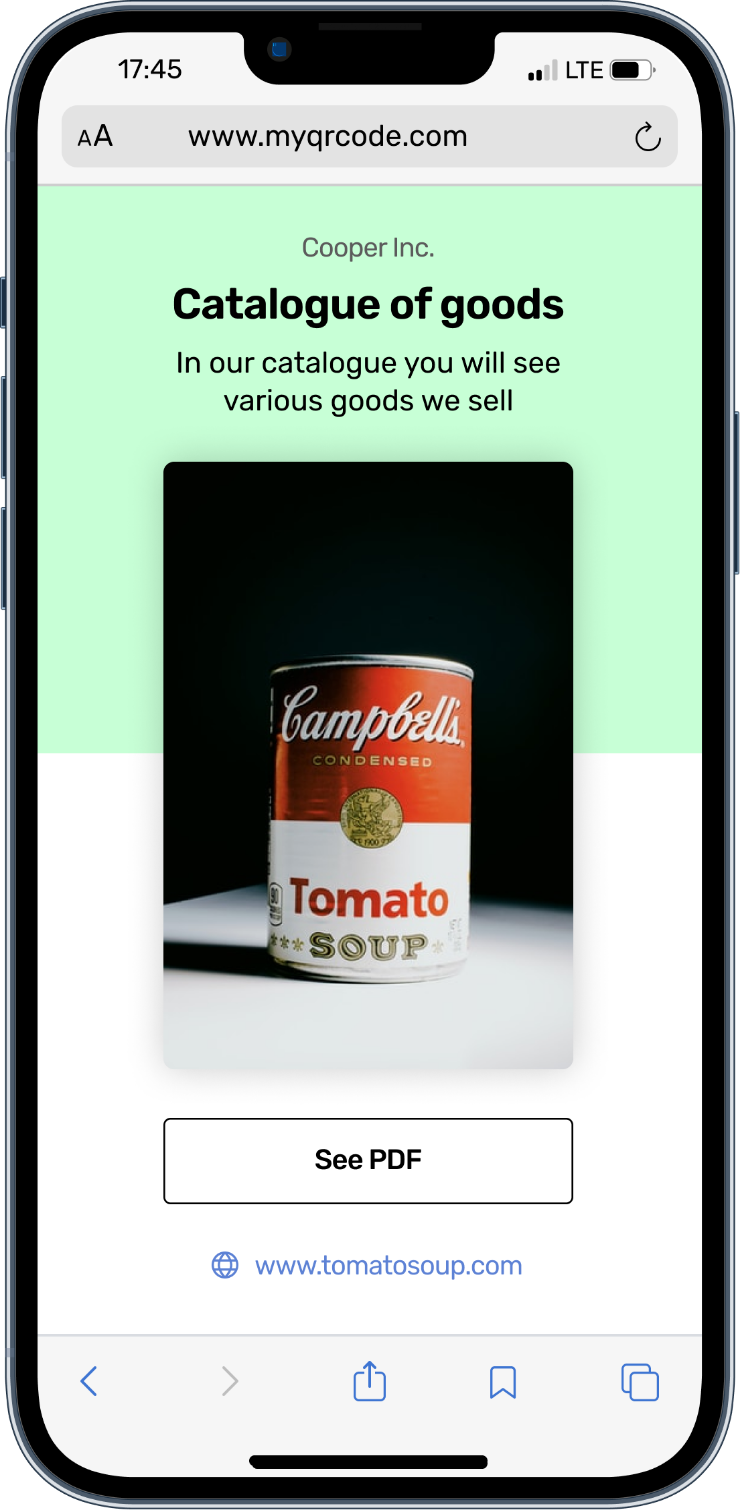 17:45
LTE
AA
www.myqrcode.com
Cooper Inc.
Catalogue of goods
In our catalogue you will see
various goods we sell
Campbell's
CONDENSED
1900
Tomato
SOUP
See PDF
www.tomatosoup.com